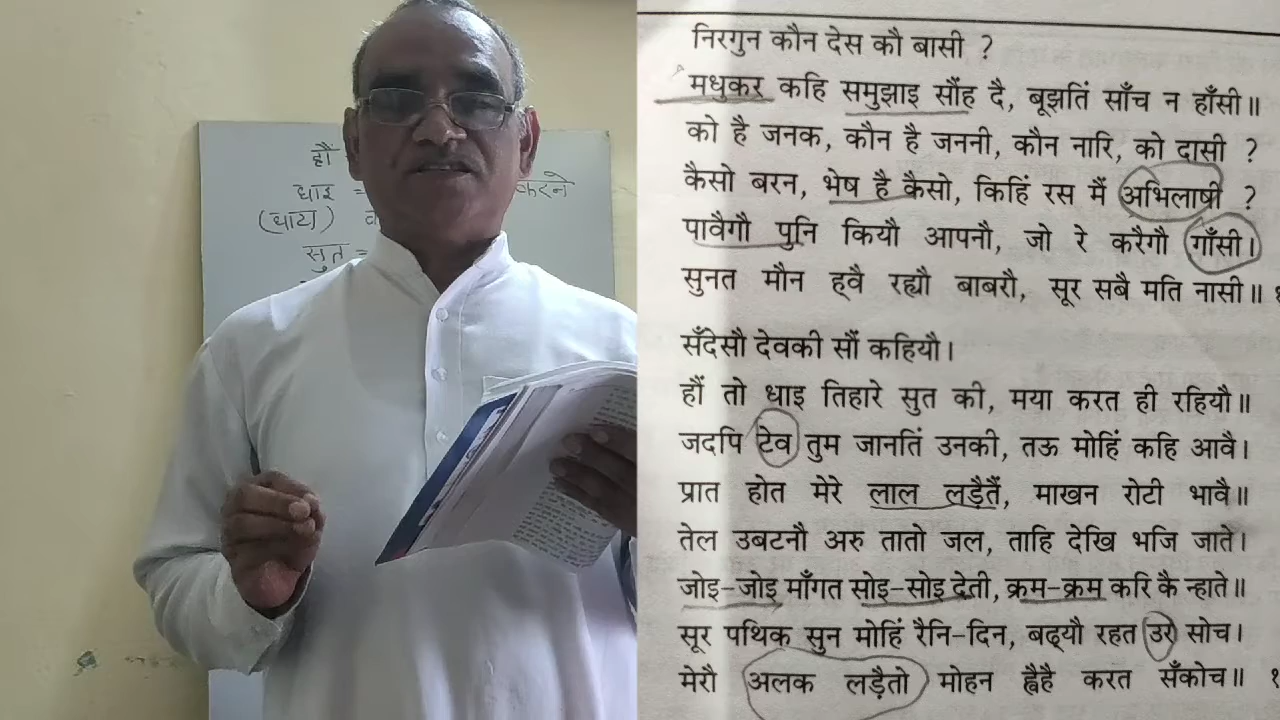 हौं
धाइ = करने
(धाया)
सुत =
निरगुन कौन देस कौ बासी ?
मधुकर कहि समुझाइ सौंह दै, बूझतिं साँच न हाँसी॥
को है जनक, कौन है जननी, कौन नारि, को दासी ?
कैसो बरन, भेष है कैसो, किहिं रस मैं अभिलाषी ?
पावैगौ पुनि कियौ आपनौ, जो रे करैगौ गाँसी।
सुनत मौन ह्वै रह्यौ बाबरौ, सूर सबै मति नासी॥
सँदेसौ देवकी सौं कहियौ।
हौं तो धाइ तिहारे सुत की, मया करत ही रहियौ॥
जदपि टेव तुम जानतिं उनकी, तऊ मोहिं कहि आवै।
प्रात होत मेरे लाल लड़ैतैं, माखन रोटी भावै॥
तेल उबटनौ अरु तातो जल, ताहि देखि भजि जाते।
जोइ-जोइ माँगत सोइ-सोइ देती, क्रम-क्रम करि कै न्हाते॥
सूर पथिक सुन मोहिं रैनि-दिन, बढ्यौ रहत उर सोच।
मेरौ अलक लड़ैतो मोहन ह्वैहै करत सँकोच॥